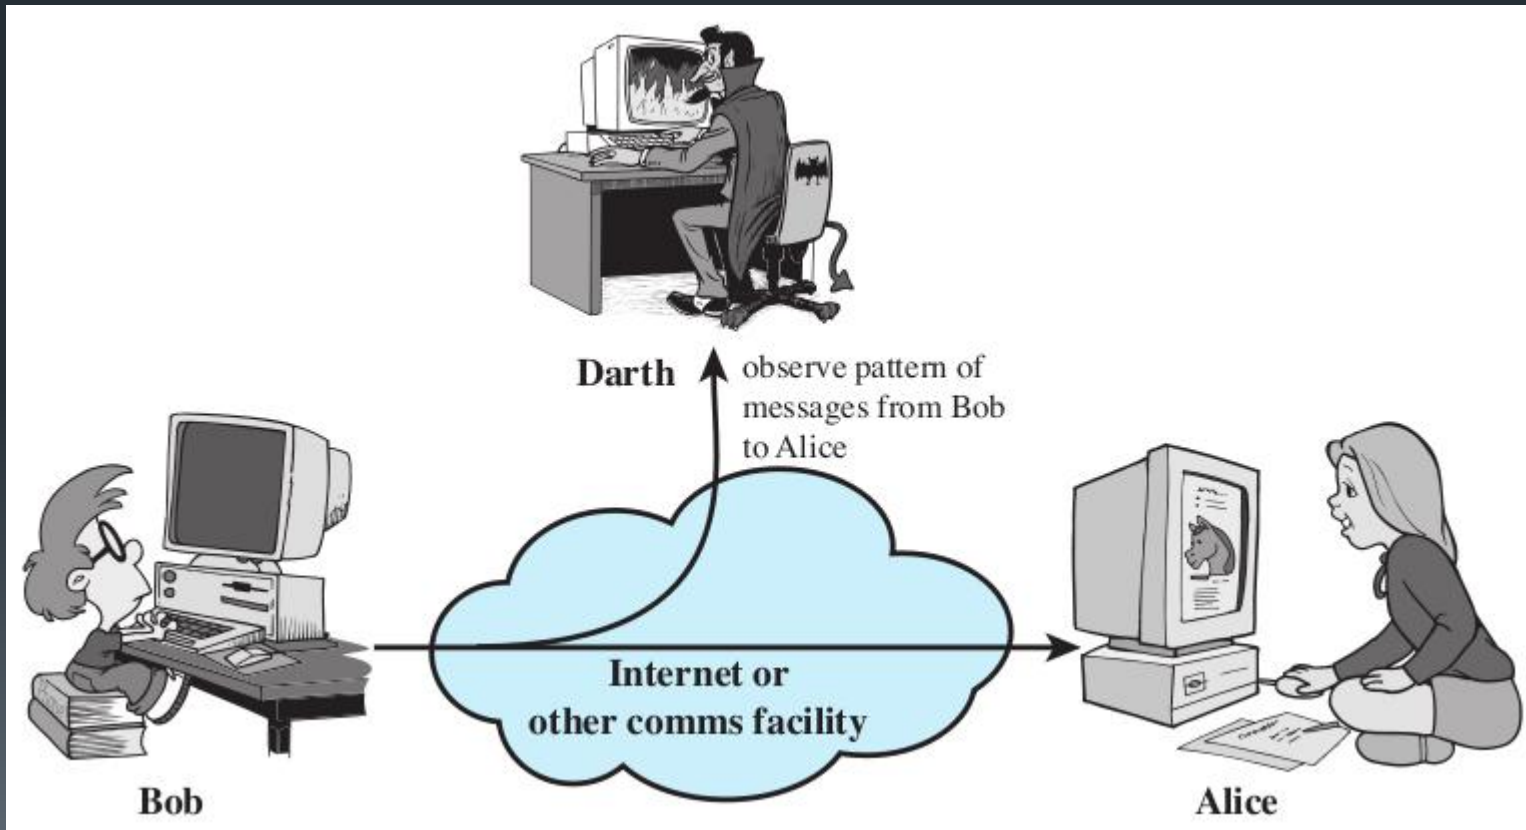 Darth
observe pattern of
messages from Bob
to Alice
Internet or
other comms facility
Bob
Alice